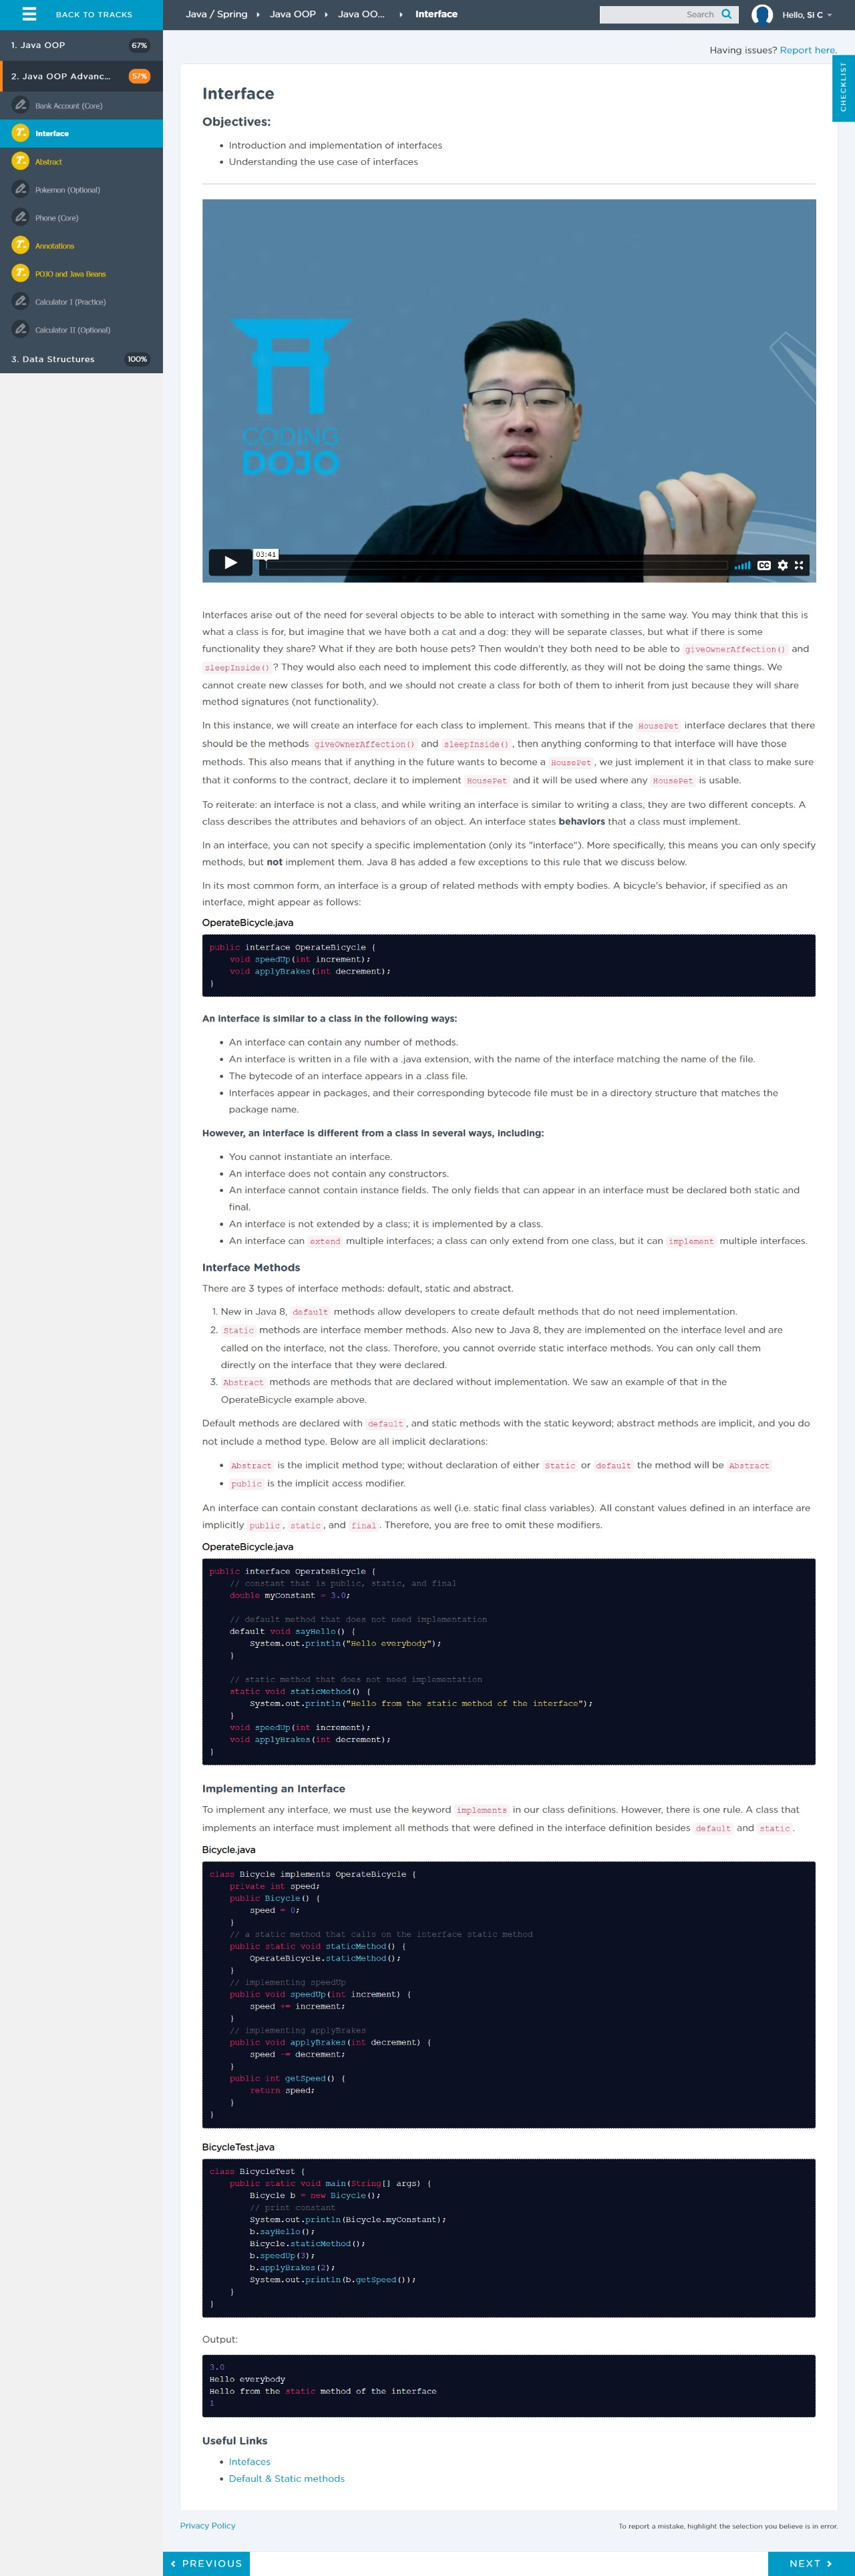 BACK TO TRACKS
Java / Spring
Java OOP
Java OO...
Interface
Search
Hello, Si C
1. Java OOP
67%
2. Java OOP Advanc...
57%
Bank Account (Core)
Interface
Abstract
Pokemon (Optional)
Phone (Core)
Annotations
POJO and Java Beans
Calculator I (Practice)
Calculator II (Optional)
3. Data Structures
100%
Having issues? Report here.
CHECKLIST
Interface
Objectives:
Introduction and implementation of interfaces
Understanding the use case of interfaces
CODING
DOJO
03:41
CC
Interfaces arise out of the need for several objects to be able to interact with something in the same way. You may think that this is
what a class is for, but imagine that we have both a cat and a dog: they will be separate classes, but what if there is some
functionality they share? What if they are both house pets? Then wouldn't they both need to be able to giveOwnerAffection() and
sleepInside() ? They would also each need to implement this code differently, as they will not be doing the same things. We
cannot create new classes for both, and we should not create a class for both of them to inherit from just because they will share
method signatures (not functionality).
In this instance, we will create an interface for each class to implement. This means that if the HousePet interface declares that there
should be the methods giveOwnerAffection() and sleepInside() , then anything conforming to that interface will have those
methods. This also means that if anything in the future wants to become a HousePet , we just implement it in that class to make sure
that it conforms to the contract, declare it to implement HousePet and it will be used where any HousePet is usable.
To reiterate: an interface is not a class, and while writing an interface is similar to writing a class, they are two different concepts. A
class describes the attributes and behaviors of an object. An interface states behaviors that a class must implement.
In an interface, you can not specify a specific implementation (only its "interface"). More specifically, this means you can only specify
methods, but not implement them. Java 8 has added a few exceptions to this rule that we discuss below.
In its most common form, an interface is a group of related methods with empty bodies. A bicycle's behavior, if specified as an
interface, might appear as follows:
OperateBicycle.java
public interface OperateBicycle {
void speedUp(int increment);
void applyBrakes(int decrement);
}
An interface is similar to a class in the following ways:
An interface can contain any number of methods.
An interface is written in a file with a .java extension, with the name of the interface matching the name of the file.
The bytecode of an interface appears in a .class file.
Interfaces appear in packages, and their corresponding bytecode file must be in a directory structure that matches the
package name.
However, an interface is different from a class in several ways, including:
You cannot instantiate an interface.
An interface does not contain any constructors.
An interface cannot contain instance fields. The only fields that can appear in an interface must be declared both static and
final.
An interface is not extended by a class; it is implemented by a class.
An interface can extend multiple interfaces; a class can only extend from one class, but it can implement multiple interfaces.
Interface Methods
There are 3 types of interface methods: default, static and abstract.
1. New in Java 8, default methods allow developers to create default methods that do not need implementation.
2. Static methods are interface member methods. Also new to Java 8, they are implemented on the interface level and are
called on the interface, not the class. Therefore, you cannot override static interface methods. You can only call them
directly on the interface that they were declared.
3. Abstract methods are methods that are declared without implementation. We saw an example of that in the
OperateBicycle example above.
Default methods are declared with default , and static methods with the static keyword; abstract methods are implicit, and you do
not include a method type. Below are all implicit declarations:
Abstract is the implicit method type; without declaration of either Static or default the method will be Abstract
public is the implicit access modifier.
An interface can contain constant declarations as well (i.e. static final class variables). All constant values defined in an interface are
implicitly public , static , and final . Therefore, you are free to omit these modifiers.
OperateBicycle.java
public interface OperateBicycle {
// constant that is public, static, and final
double myConstant = 3.0;
// default method that does not need implementation
default void sayHello() {
System.out.println("Hello everybody");
}
// static method that does not need implementation
static void staticMethod() {
System.out.println("Hello from the static method of the interface");
}
void speedUp(int increment);
void applyBrakes(int decrement);
}
Implementing an Interface
To implement any interface, we must use the keyword implements in our class definitions. However, there is one rule. A class that
implements an interface must implement all methods that were defined in the interface definition besides default and static .
Bicycle.java
class Bicycle implements OperateBicycle {
private int speed;
public Bicycle() {
speed = 0;
}
// a static method that calls on the interface static method
public static void staticMethod() {
OperateBicycle.staticMethod();
}
// implementing speedUp
public void speedUp(int increment) {
speed += increment;
}
// implementing applyBrakes
public void applyBrakes(int decrement) {
speed -= decrement;
}
public int getSpeed() {
return speed;
}
}
BicycleTest.java
class BicycleTest {
public static void main(String[] args) {
Bicycle b = new Bicycle();
// print constant
System.out.println(Bicycle.myConstant);
b.sayHello();
Bicycle.staticMethod();
b.speedUp(3);
b.applyBrakes(2);
System.out.println(b.getSpeed());
}
}
Output:
3.0
Hello everybody
Hello from the static method of the interface
1
Useful Links
Intefaces
Default & Static methods
Privacy Policy
To report a mistake, highlight the selection you believe is in error.
PREVIOUS
NEXT